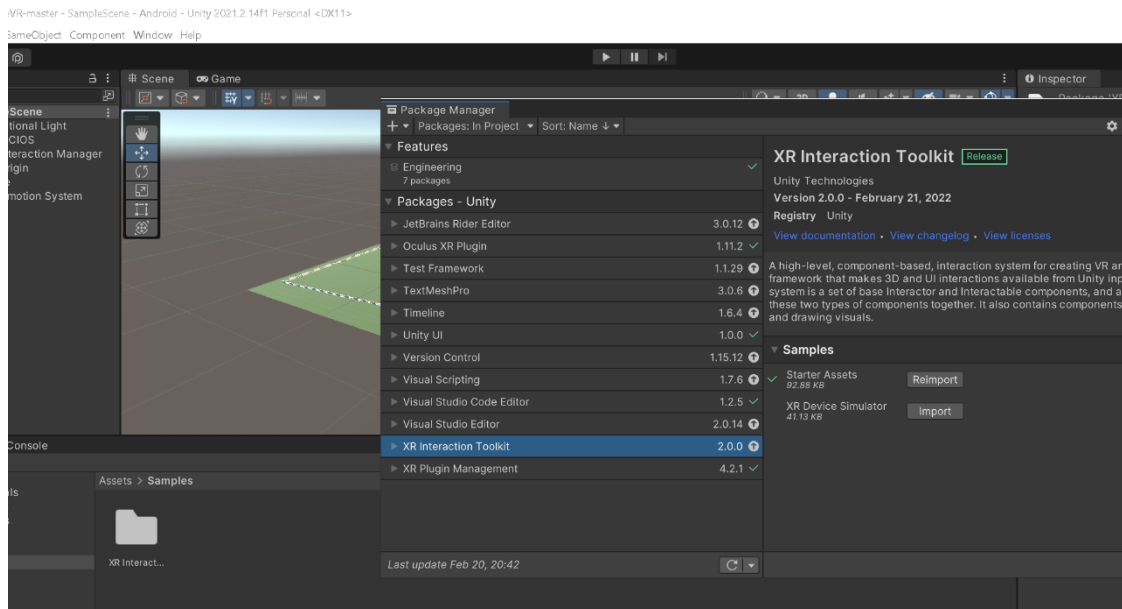 VR-master - SampleScene - Android - Unity 2021.2.14f1 Personal <DX11>
GameObject Component Window Help
Scene
Game
Inspector
Scene
tional Light
CIOS
teraction Manager
rigin
motion System
Package Manager
Packages: In Project Sort: Name ↓
Features
Engineering
7 packages
Packages - Unity
JetBrains Rider Editor 3.0.12
Oculus XR Plugin 1.11.2
Test Framework 1.1.29
TextMeshPro 3.0.6
Timeline 1.6.4
Unity UI 1.0.0
Version Control 1.15.12
Visual Scripting 1.7.6
Visual Studio Code Editor 1.2.5
Visual Studio Editor 2.0.14
XR Interaction Toolkit 2.0.0
XR Plugin Management 4.2.1
Last update Feb 20, 20:42
XR Interaction Toolkit Release
Unity Technologies
Version 2.0.0 - February 21, 2022
Registry Unity
View documentation • View changelog • View licenses
A high-level, component-based, interaction system for creating VR ar
framework that makes 3D and UI interactions available from Unity inp
system is a set of base Interactor and Interactable components, and a
these two types of components together. It also contains components
and drawing visuals.
Samples
Starter Assets
92.88 KB
Reimport
XR Device Simulator
41.13 KB
Import
Console
Assets > Samples
XR Interact...